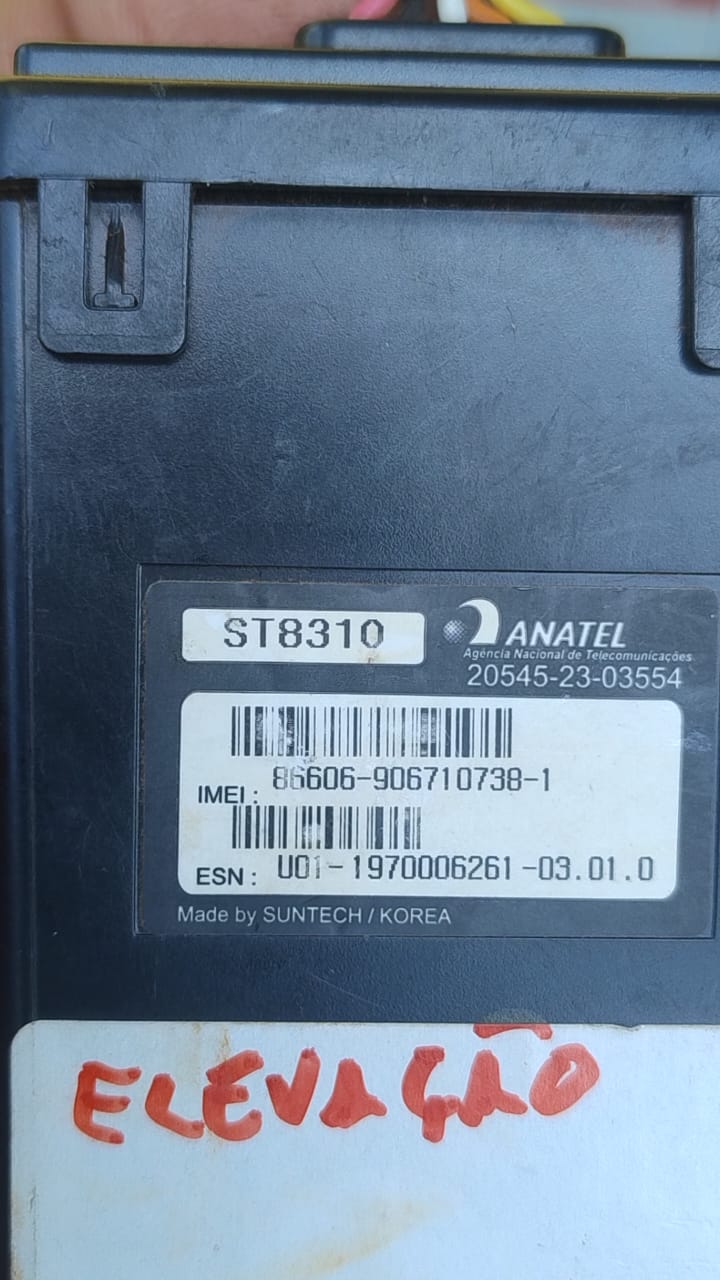 ST8310
ANATEL
Agência Nacional de Telecomunicações
20545-23-03554
IMEI : 86606-906710738-1
ESN : U01-1970006261-03.01.0
Made by SUNTECH / KOREA
ELEVAÇÃO